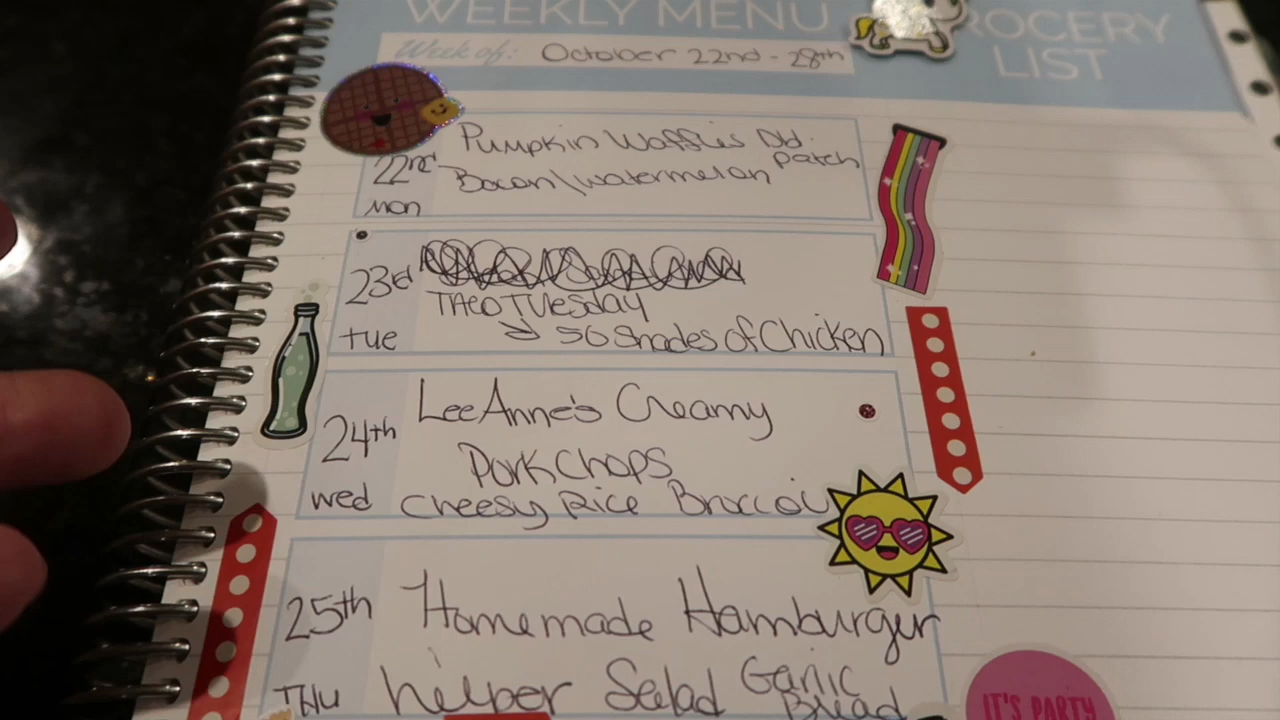 WEEKLY MENU
GROCERY LIST
Week of: October 22nd - 28th
22nd Mon
Pumpkin Waffles Dd. Patch
Bacon\watermelon
23rd Tue
TACO TUesday
50 Shades of Chicken
24th wed
LeeAnne's Creamy
Pork Chops
Cheesy Rice Broccoli
25th THU
Homemade Hamburger
helper Salad Garlic Bread
IT'S PARTY